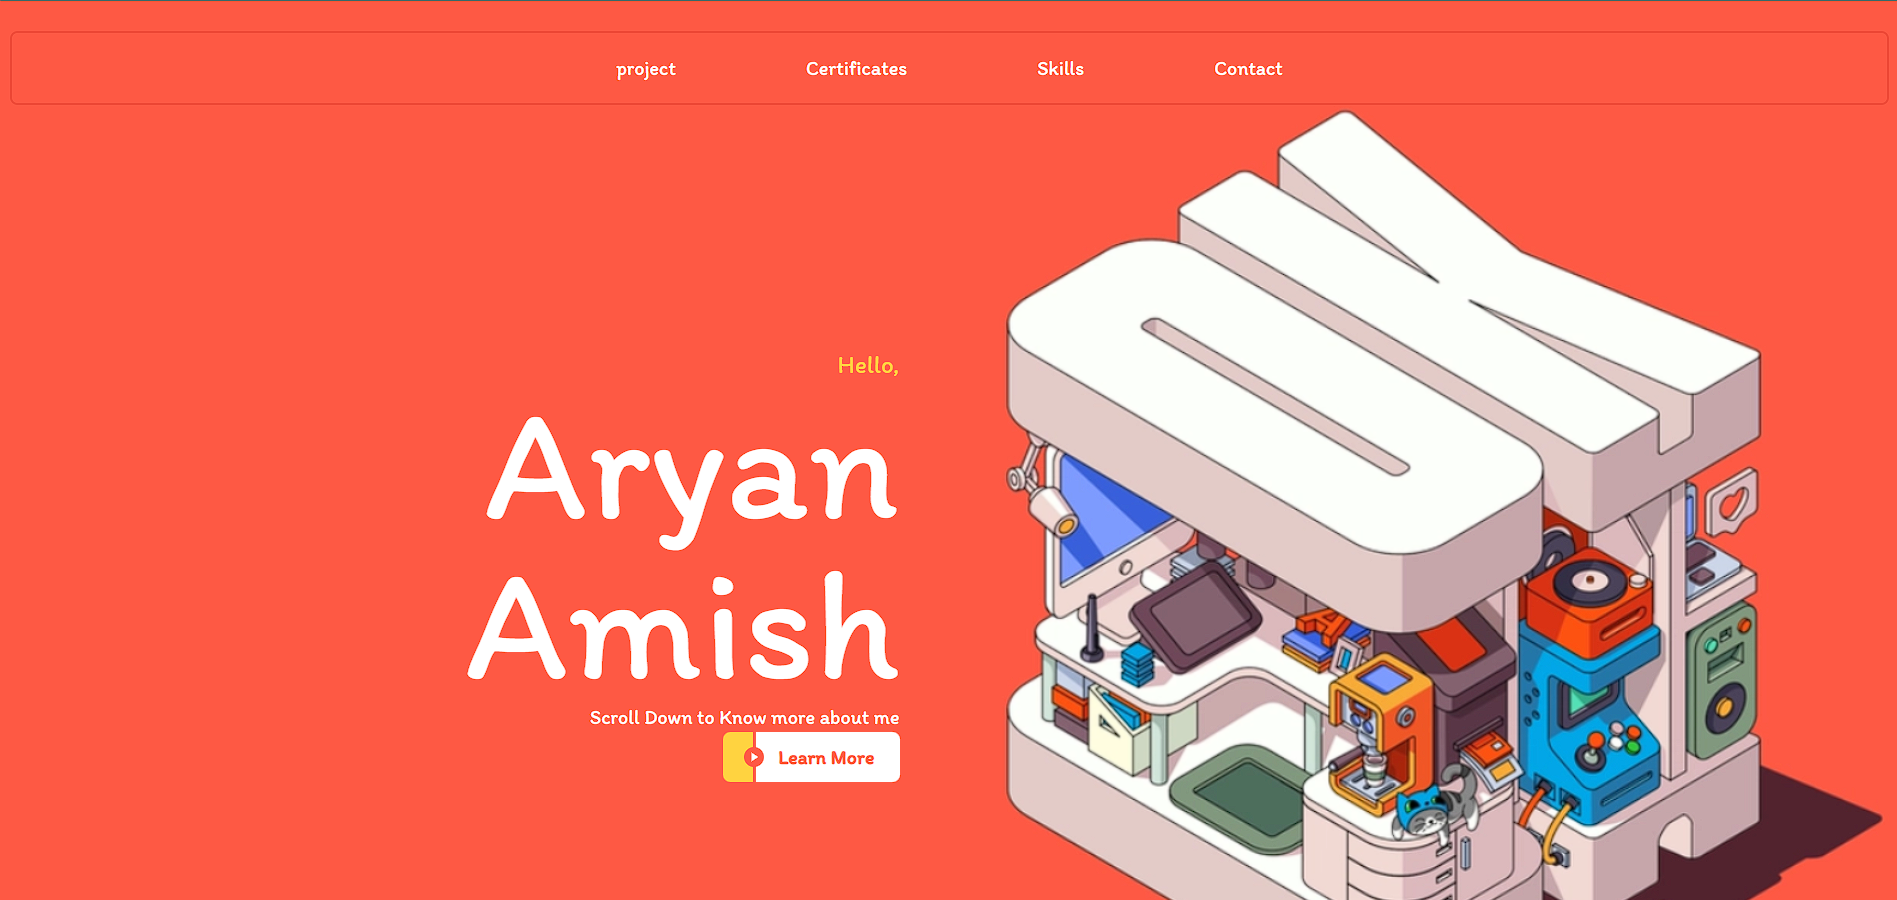 project Certificates Skills Contact
Hello,
Aryan
Amish
Scroll Down to Know more about me
Learn More